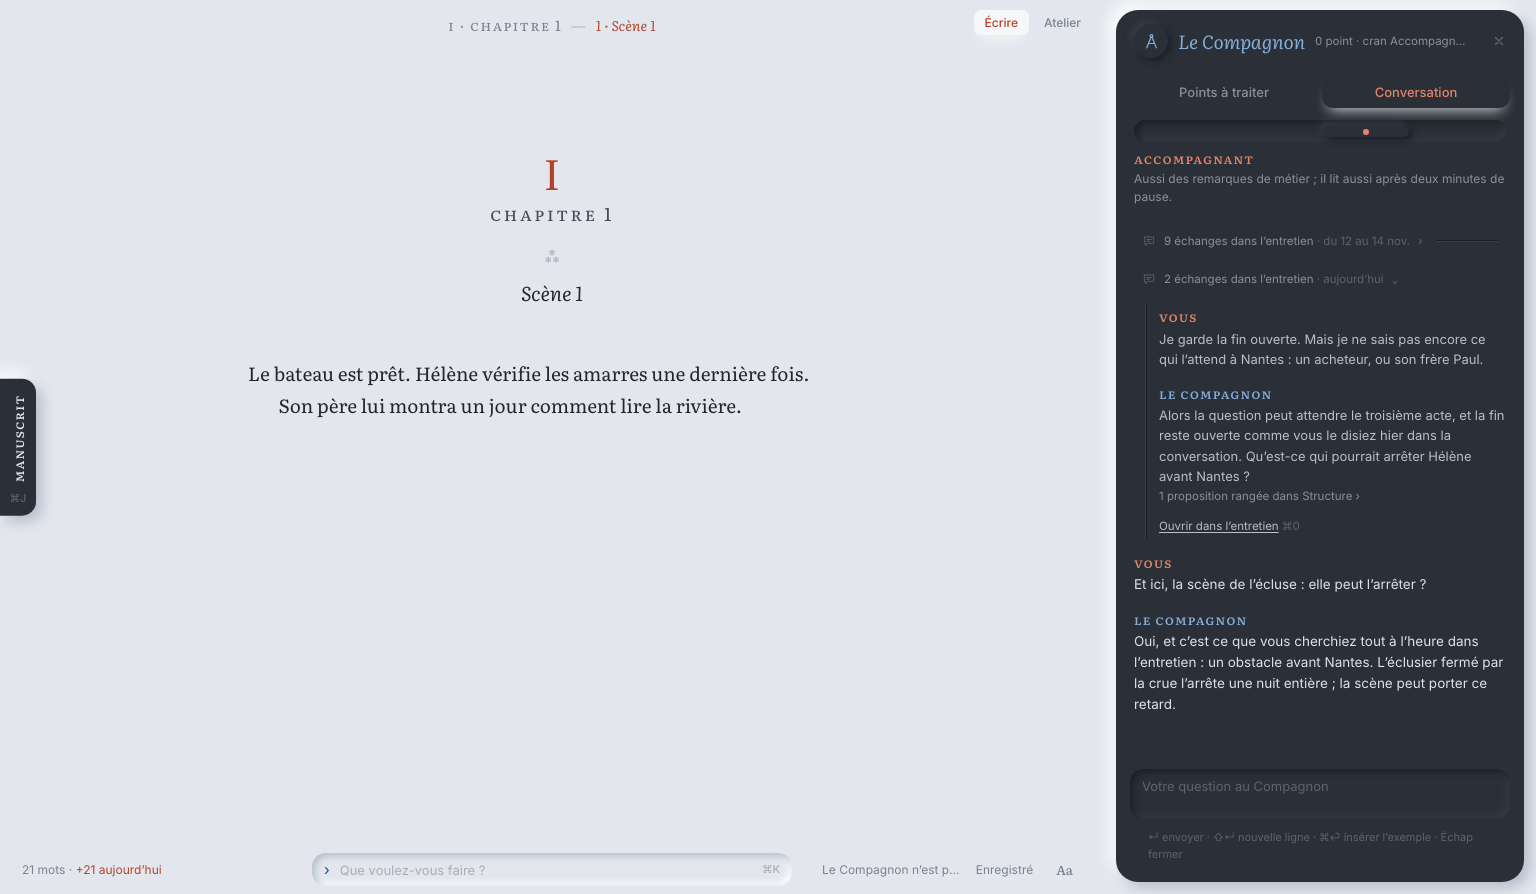 I · CHAPITRE 1 — 1 · Scène 1
Écrire
Atelier
I
CHAPITRE 1
⁂
Scène 1
Le bateau est prêt. Hélène vérifie les amarres une dernière fois.
Son père lui montra un jour comment lire la rivière.
MANUSCRIT
⌘J
21 mots · +21 aujourd’hui
› Que voulez-vous faire ? ⌘K
Le Compagnon n’est p…
Enregistré
Aa
Le Compagnon
0 point · cran Accompagn…
×
Points à traiter
Conversation
ACCOMPAGNANT
Aussi des remarques de métier ; il lit aussi après deux minutes de
pause.
9 échanges dans l’entretien · du 12 au 14 nov. ›
2 échanges dans l’entretien · aujourd’hui ⌄
VOUS
Je garde la fin ouverte. Mais je ne sais pas encore ce
qui l’attend à Nantes : un acheteur, ou son frère Paul.
LE COMPAGNON
Alors la question peut attendre le troisième acte, et la fin
reste ouverte comme vous le disiez hier dans la
conversation. Qu’est-ce qui pourrait arrêter Hélène
avant Nantes ?
1 proposition rangée dans Structure ›
Ouvrir dans l’entretien ⌘0
VOUS
Et ici, la scène de l’écluse : elle peut l’arrêter ?
LE COMPAGNON
Oui, et c’est ce que vous cherchiez tout à l’heure dans
l’entretien : un obstacle avant Nantes. L’éclusier fermé par
la crue l’arrête une nuit entière ; la scène peut porter ce
retard.
Votre question au Compagnon
↵ envoyer · ⇧↵ nouvelle ligne · ⌘⏎ insérer l’exemple · Échap
fermer